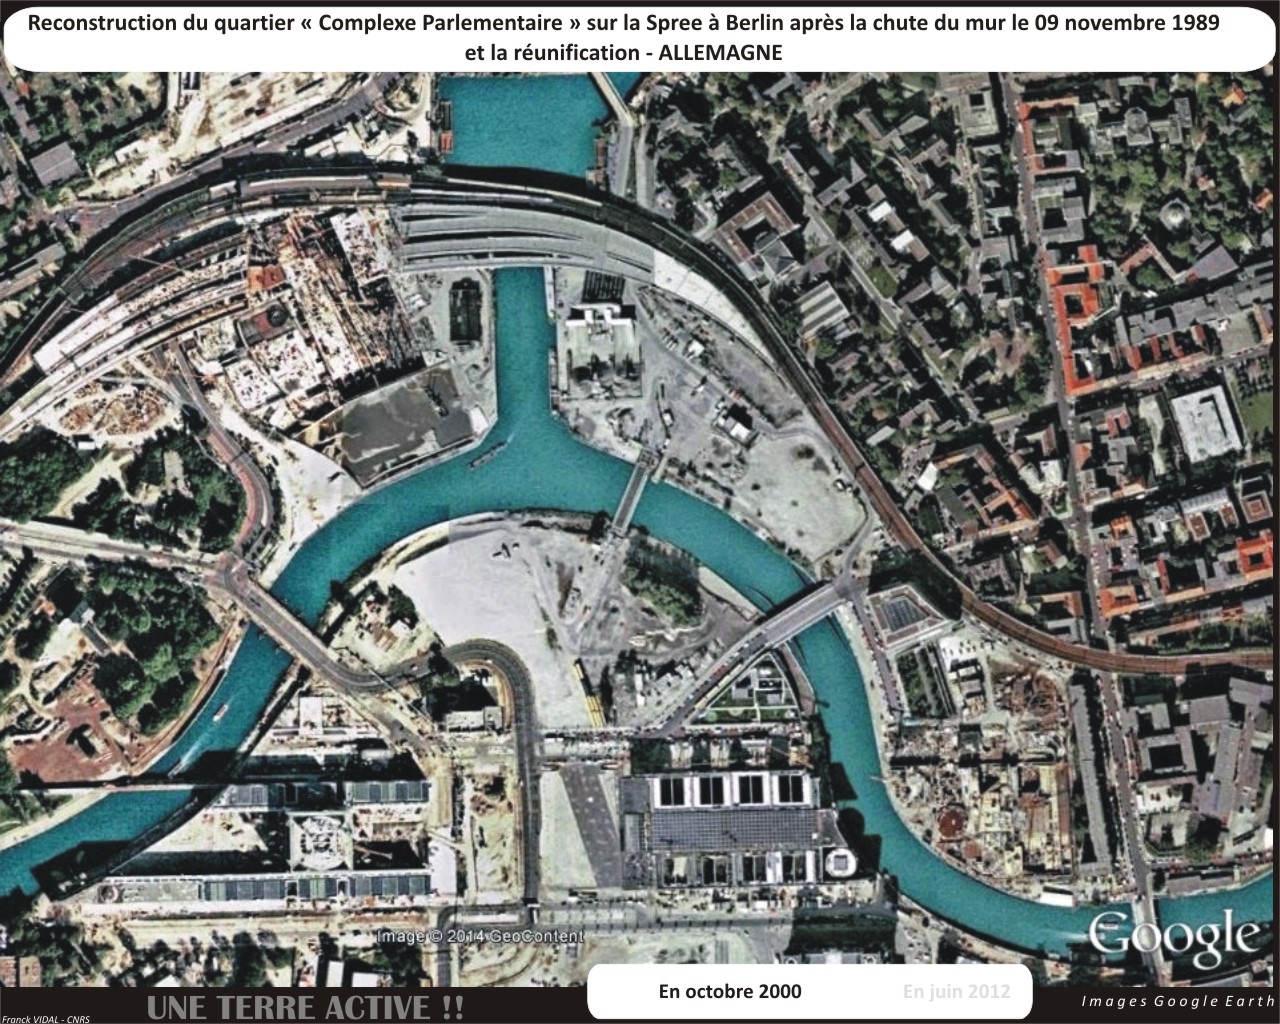 Reconstruction du quartier « Complexe Parlementaire » sur la Spree à Berlin après la chute du mur le 09 novembre 1989
et la réunification - ALLEMAGNE
Image © 2014 GeoContent
Google
En octobre 2000 En juin 2012
Images Google Earth
UNE TERRE ACTIVE !!
Franck VIDAL - CNRS